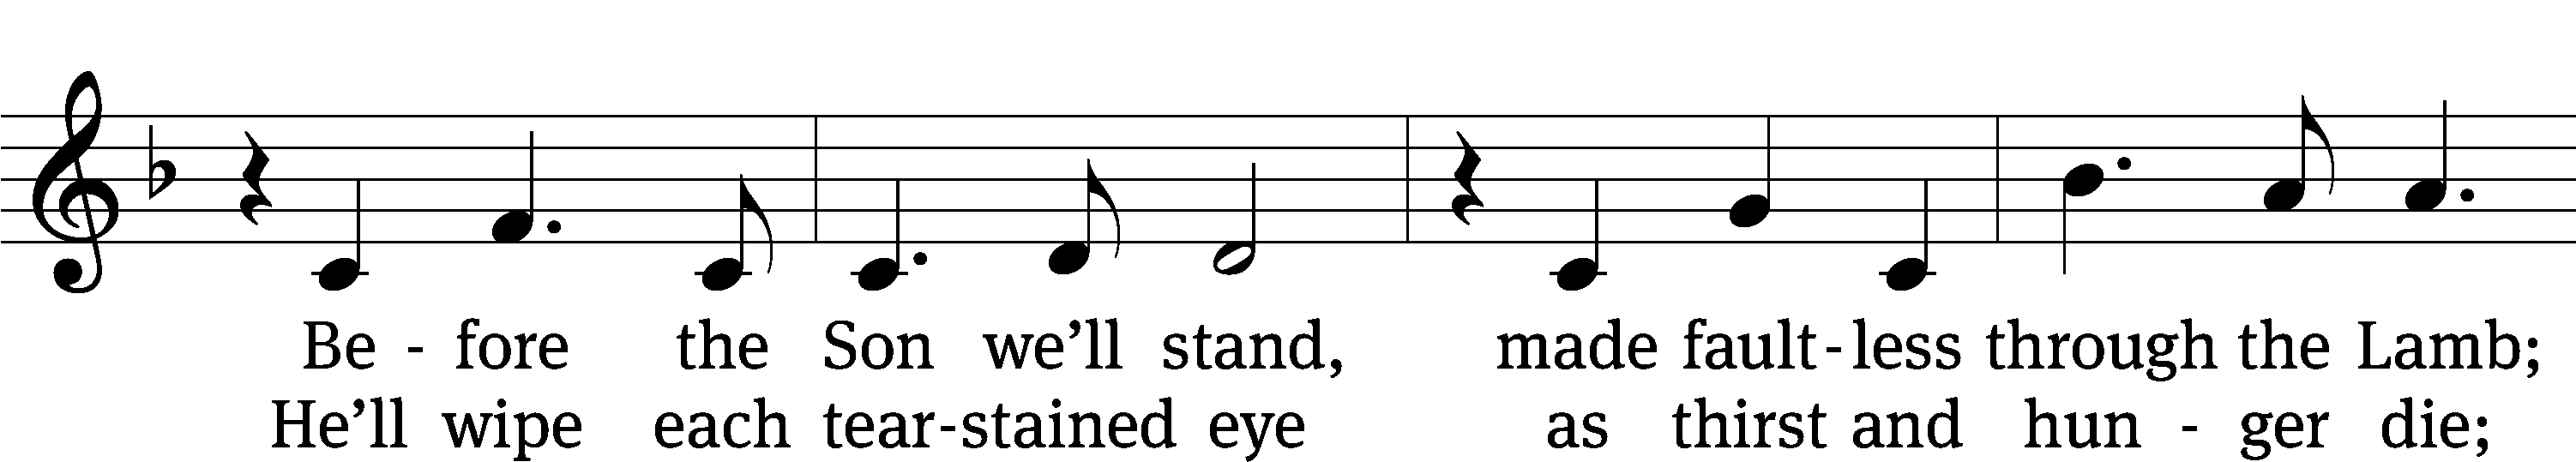 Be - fore the Son we’ll stand, made fault - less through the Lamb;
He’ll wipe each tear - stained eye as thirst and hun - ger die;